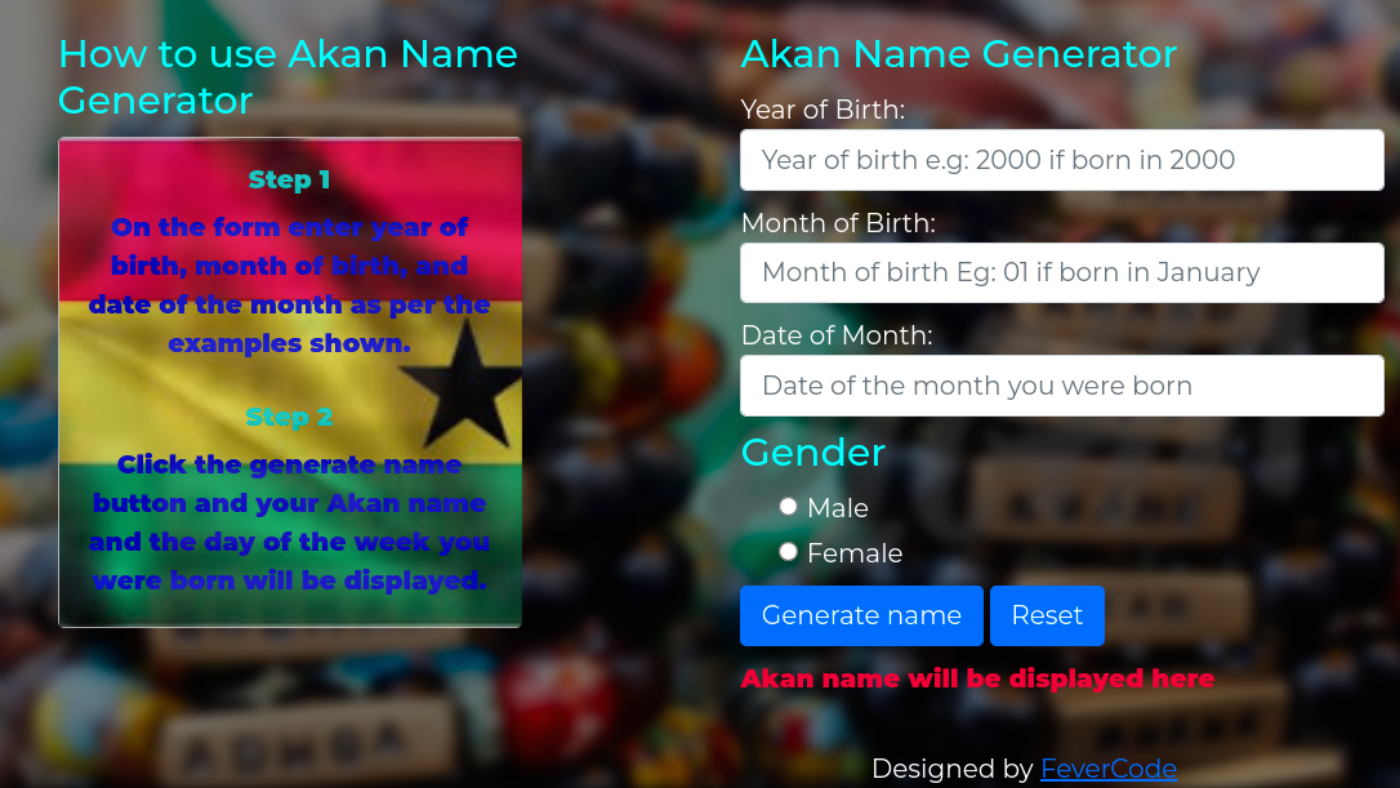 How to use Akan Name
Generator
Step 1
On the form enter year of
birth, month of birth, and
date of the month as per the
examples shown.
Step 2
Click the generate name
button and your Akan name
and the day of the week you
were born will be displayed.
Akan Name Generator
Year of Birth:
Year of birth e.g: 2000 if born in 2000
Month of Birth:
Month of birth Eg: 01 if born in January
Date of Month:
Date of the month you were born
Gender
Male
Female
Generate name
Reset
Akan name will be displayed here
Designed by FeverCode